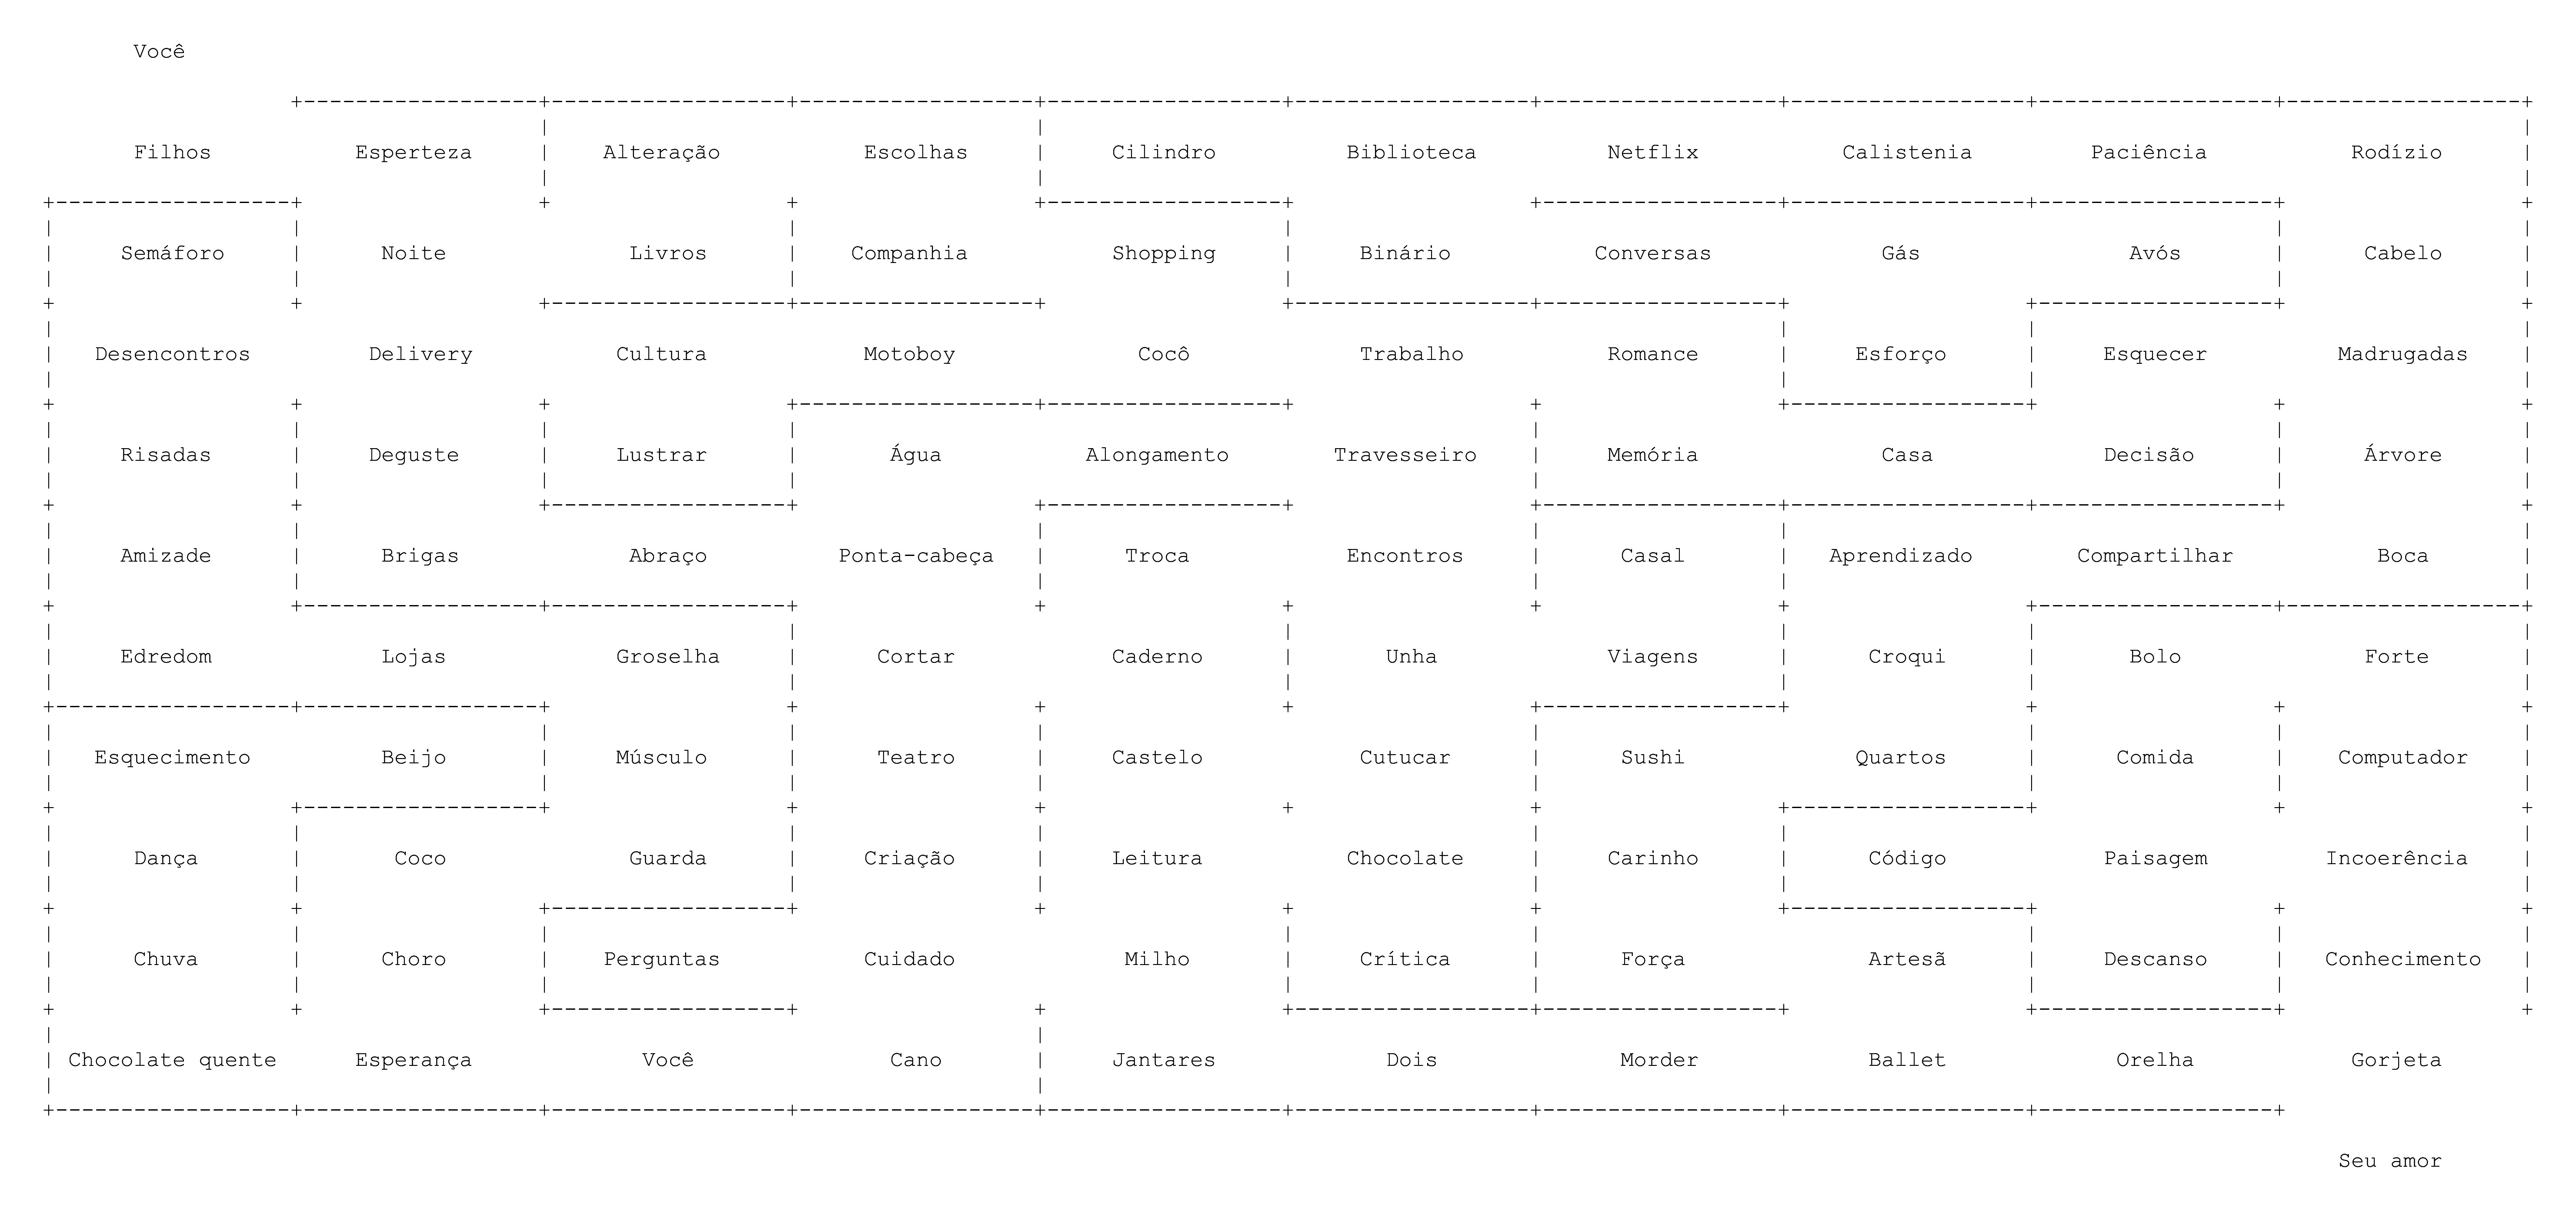 Você
Filhos Esperteza Alteração Escolhas Cilindro Biblioteca Netflix Calistenia Paciência Rodízio
Semáforo Noite Livros Companhia Shopping Binário Conversas Gás Avós Cabelo
Desencontros Delivery Cultura Motoboy Cocô Trabalho Romance Esforço Esquecer Madrugadas
Risadas Deguste Lustrar Água Alongamento Travesseiro Memória Casa Decisão Árvore
Amizade Brigas Abraço Ponta-cabeça Troca Encontros Casal Aprendizado Compartilhar Boca
Edredom Lojas Groselha Cortar Caderno Unha Viagens Croqui Bolo Forte
Esquecimento Beijo Músculo Teatro Castelo Cutucar Sushi Quartos Comida Computador
Dança Coco Guarda Criação Leitura Chocolate Carinho Código Paisagem Incoerência
Chuva Choro Perguntas Cuidado Milho Crítica Força Artesã Descanso Conhecimento
Chocolate quente Esperança Você Cano Jantares Dois Morder Ballet Orelha Gorjeta
Seu amor